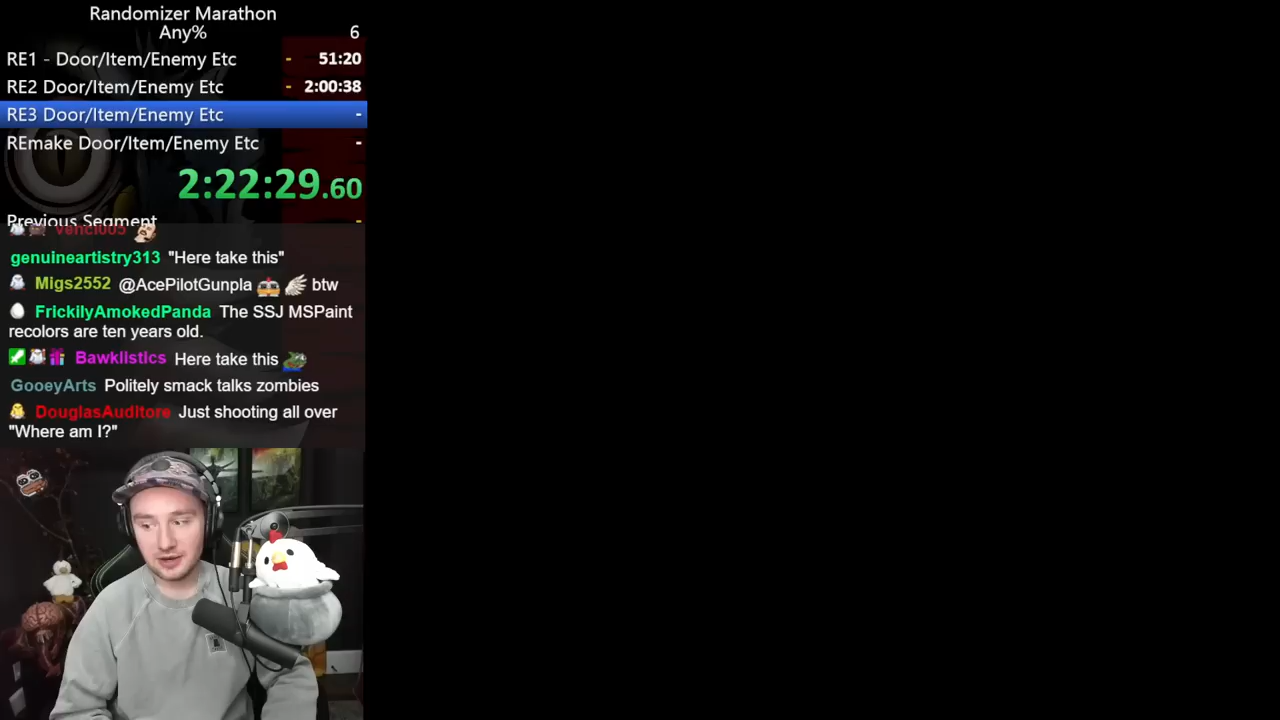 Randomizer Marathon
Any% 6
RE1 - Door/Item/Enemy Etc - 51:20
RE2 Door/Item/Enemy Etc - 2:00:38
RE3 Door/Item/Enemy Etc -
REmake Door/Item/Enemy Etc -
2:22:29.60
Previous Segment -
venci005
genuineartistry313 "Here take this"
Migs2552 @AcePilotGunpla btw
FrickilyAmokedPanda The SSJ MSPaint
recolors are ten years old.
Bawklistics Here take this
GooeyArts Politely smack talks zombies
DouglasAuditore Just shooting all over
"Where am I?"